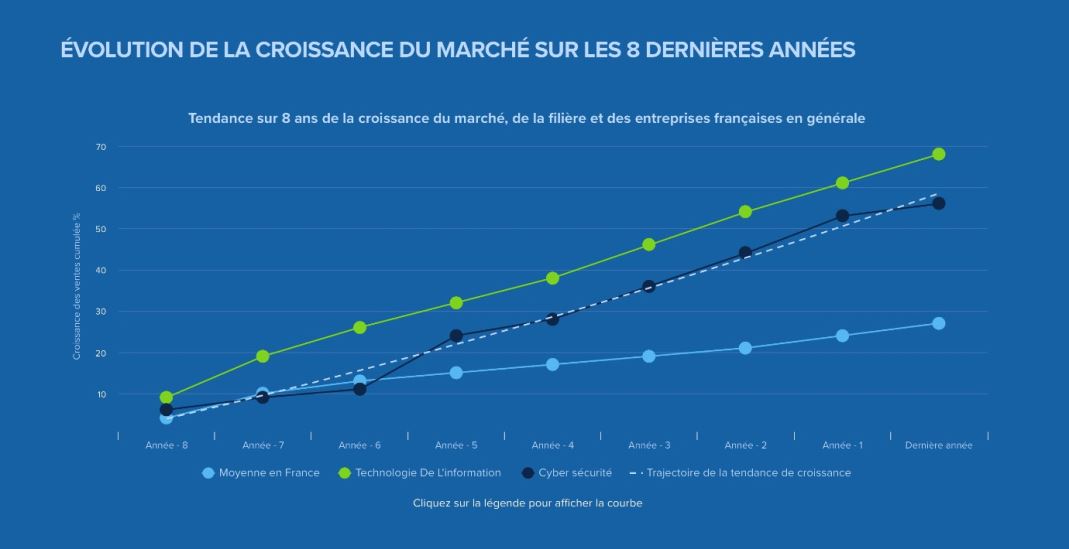 ÉVOLUTION DE LA CROISSANCE DU MARCHÉ SUR LES 8 DERNIÈRES ANNÉES
Tendance sur 8 ans de la croissance du marché, de la filière et des entreprises françaises en générale
Croissance des ventes cumulée %
70
60
50
40
30
20
10
Année - 8 Année - 7 Année - 6 Année - 5 Année - 4 Année - 3 Année - 2 Année - 1 Dernière année
Moyenne en France Technologie De L'information Cyber sécurité Trajectoire de la tendance de croissance
Cliquez sur la légende pour afficher la courbe